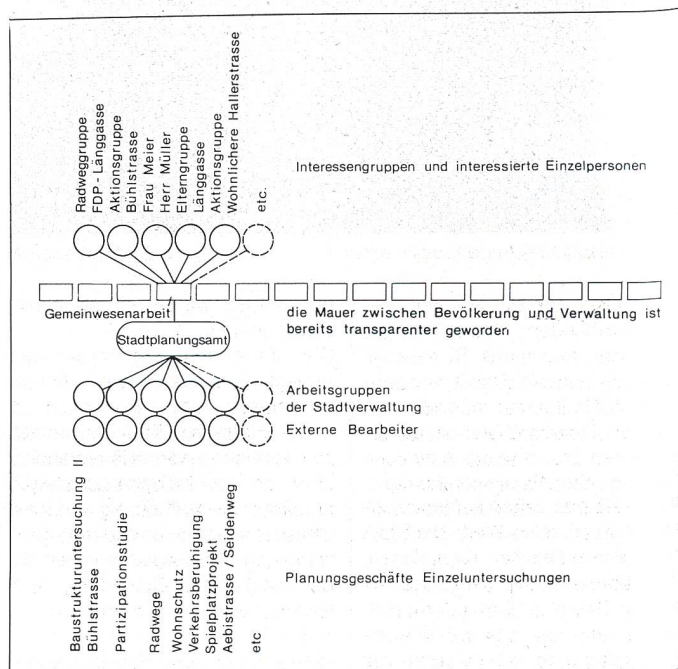 Radweggruppe
FDP-Länggasse
Aktionsgruppe
Bühlstrasse
Frau Meier
Herr Müller
Elterngruppe
Länggasse
Aktionsgruppe
Wohnlichere Hallerstrasse
etc.
Interessengruppen und interessierte Einzelpersonen
Gemeinwesenarbeit
die Mauer zwischen Bevölkerung und Verwaltung ist
bereits transparenter geworden
Stadtplanungsamt
Arbeitsgruppen
der Stadtverwaltung
Externe Bearbeiter
Baustrukturuntersuchung II
Bühlstrasse
Partizipationsstudie
Radwege
Wohnschutz
Verkehrsberuhigung
Spielplatzprojekt
Aebistrasse / Seidenweg
etc
Planungsgeschäfte Einzeluntersuchungen